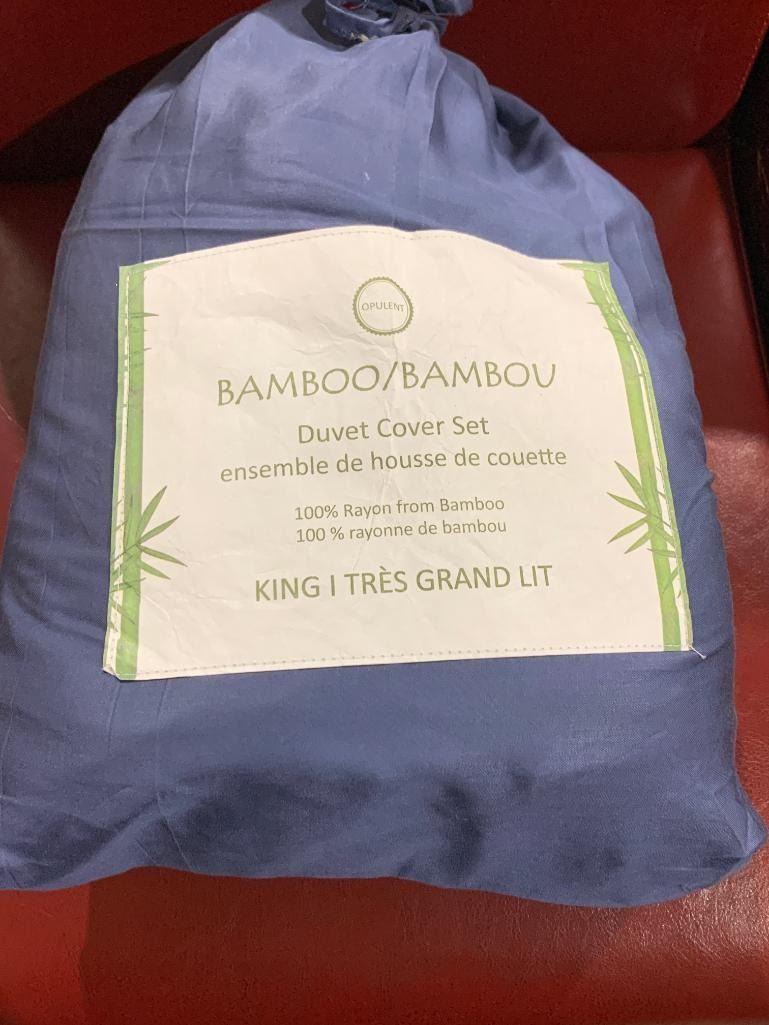 OPULENT
BAMBOO/BAMBOU
Duvet Cover Set
ensemble de housse de couette
100% Rayon from Bamboo
100 % rayonne de bambou
KING I TRÈS GRAND LIT